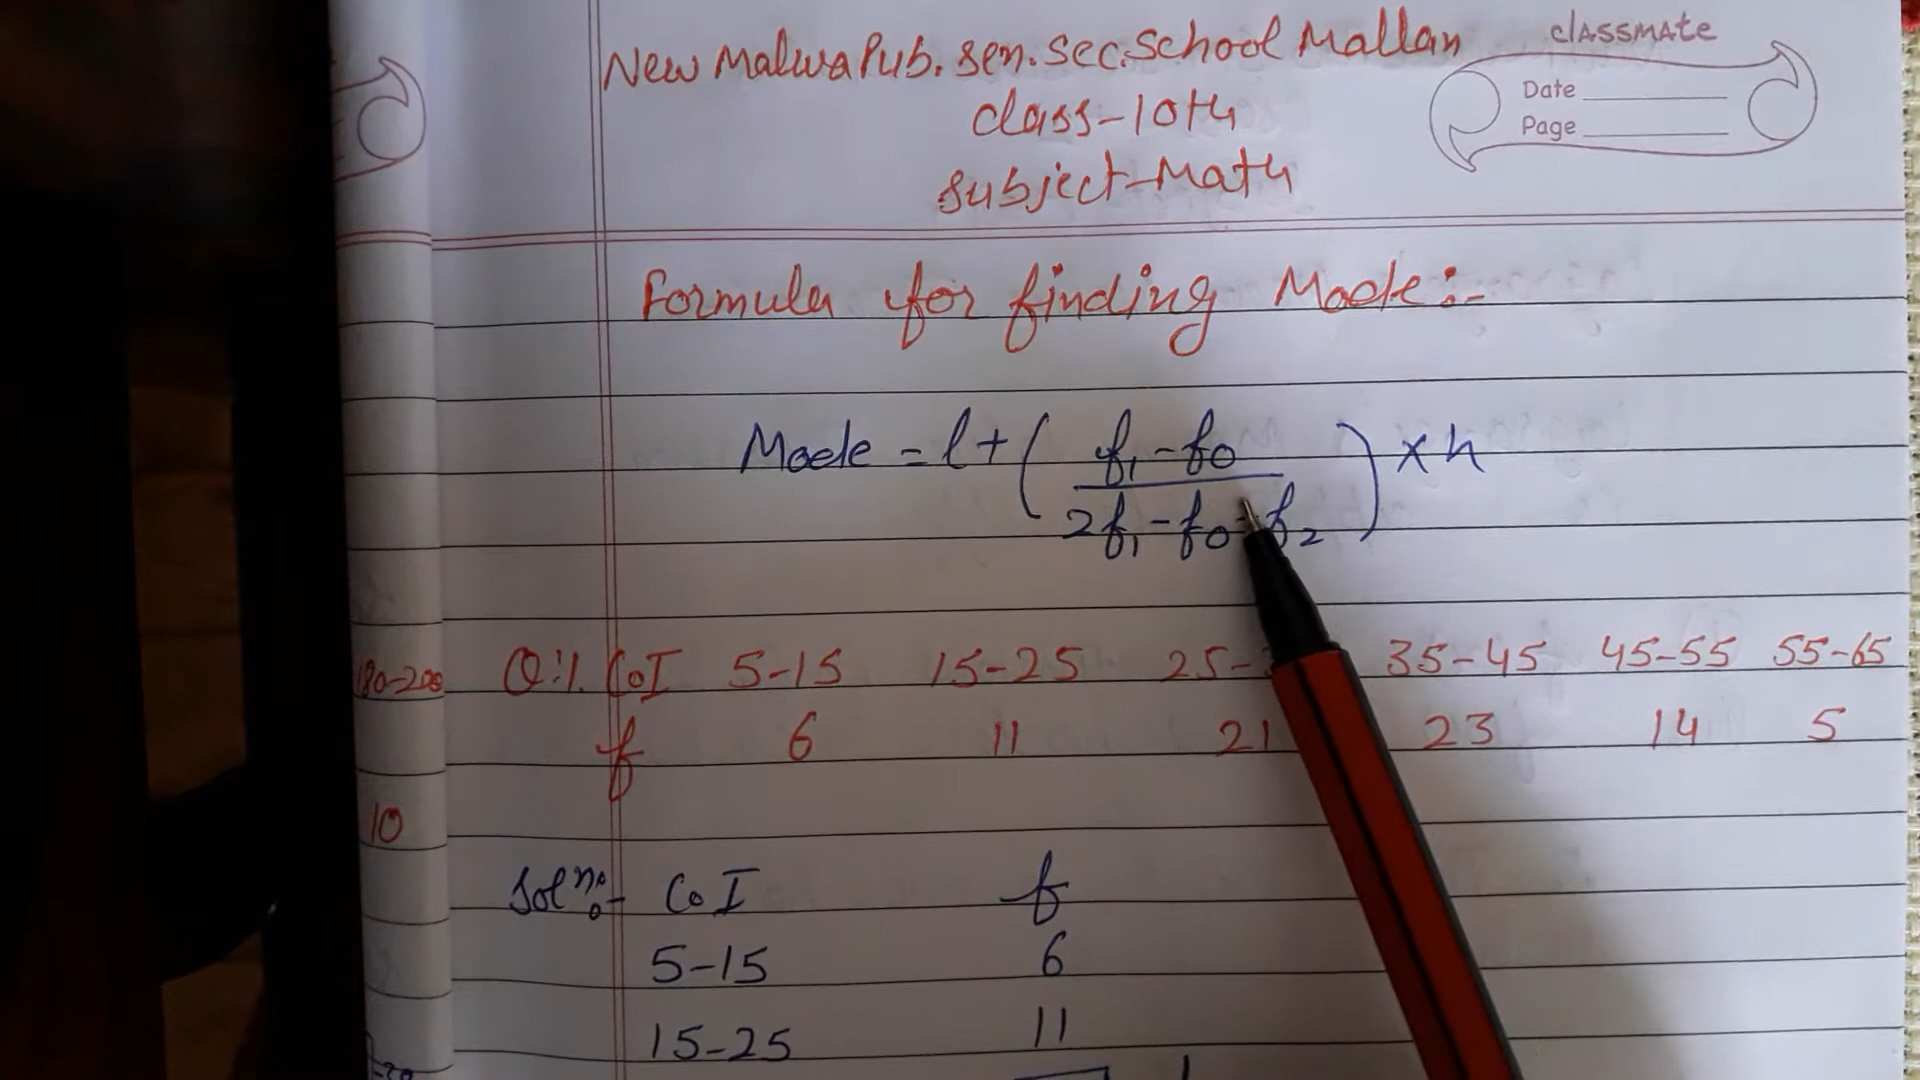 New Malwa Pub. Sen. Sec. School Mallan
classmate
Date
Page
class-10th
Subject-Math
Formula for finding Mode:-
Mode = l + ( f₁ - f₀ / 2f₁ - f₀ - f₂ ) × h
180-200
Q:1. C.I 5-15 15-25 25- 35-45 45-55 55-65
f 6 11 21 23 14 5
10
Solⁿ:- C.I f
5-15 6
15-25 11